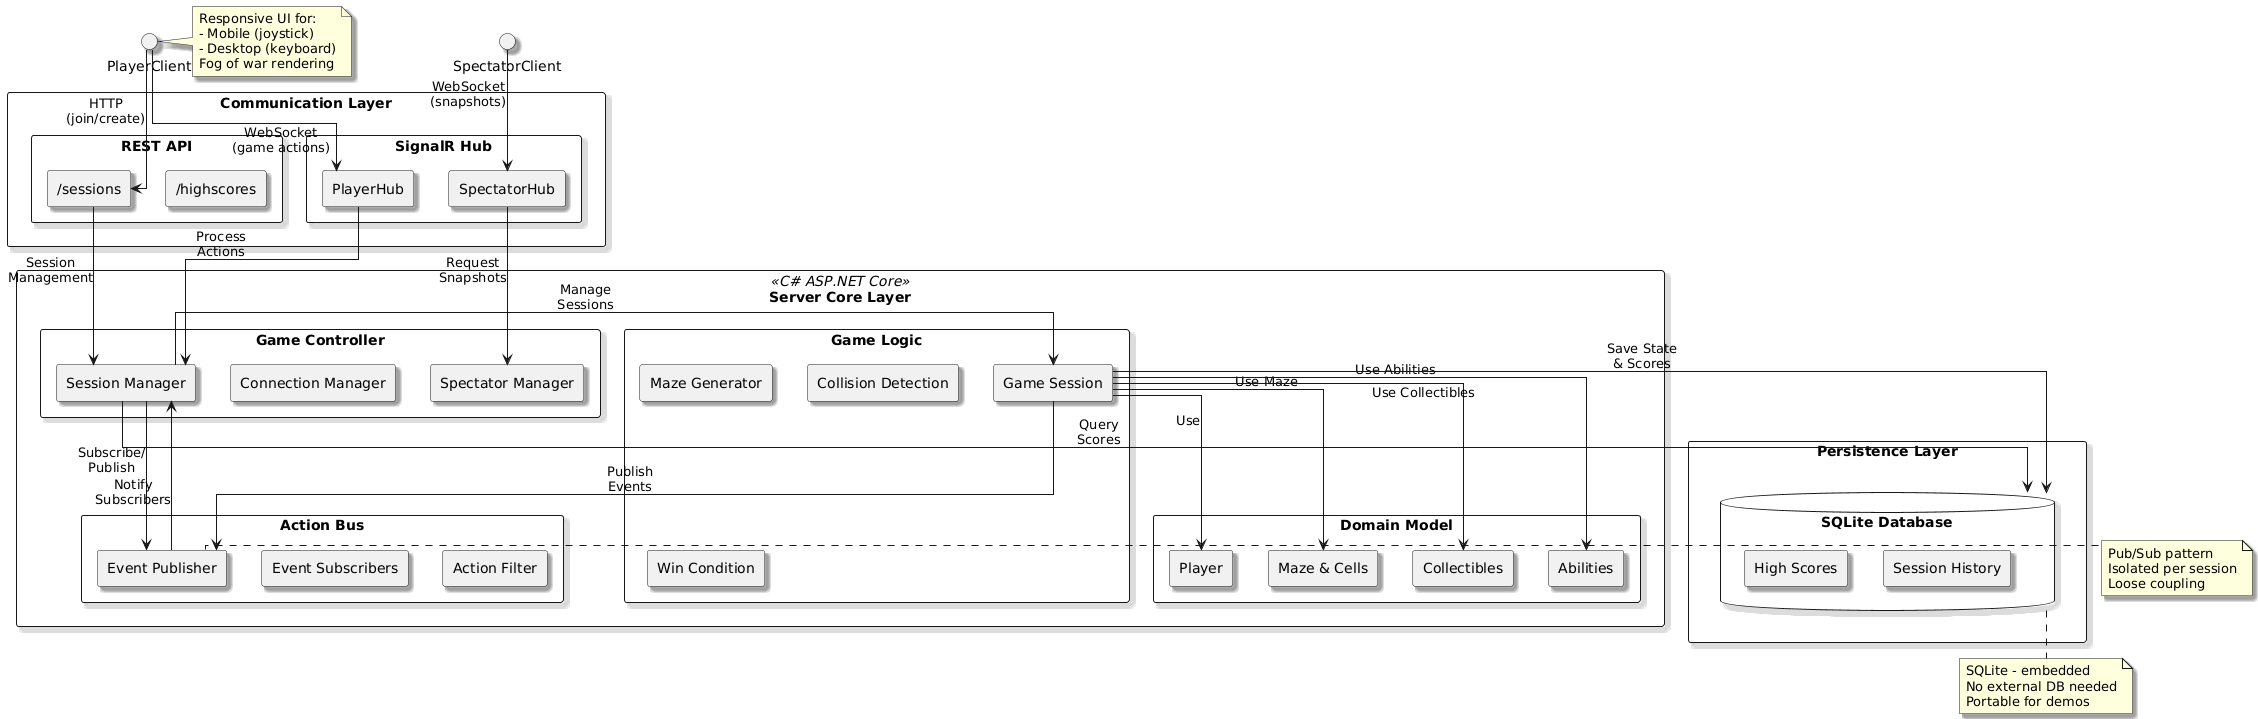 Responsive UI for:
- Mobile (joystick)
- Desktop (keyboard)
Fog of war rendering
PlayerClient
SpectatorClient
WebSocket
(snapshots)
HTTP
(join/create)
Communication Layer
WebSocket
(game actions)
REST API
SignalR Hub
/sessions
/highscores
PlayerHub
SpectatorHub
Process
Actions
Session
Management
Request
Snapshots
«C# ASP.NET Core»
Server Core Layer
Manage
Sessions
Game Controller
Game Logic
Session Manager
Connection Manager
Spectator Manager
Maze Generator
Collision Detection
Game Session
Save State
& Scores
Use Abilities
Use Maze
Use Collectibles
Use
Query
Scores
Subscribe/
Publish
Notify
Subscribers
Publish
Events
Persistence Layer
Action Bus
Domain Model
SQLite Database
Event Publisher
Event Subscribers
Action Filter
Win Condition
Player
Maze & Cells
Collectibles
Abilities
High Scores
Session History
Pub/Sub pattern
Isolated per session
Loose coupling
SQLite - embedded
No external DB needed
Portable for demos